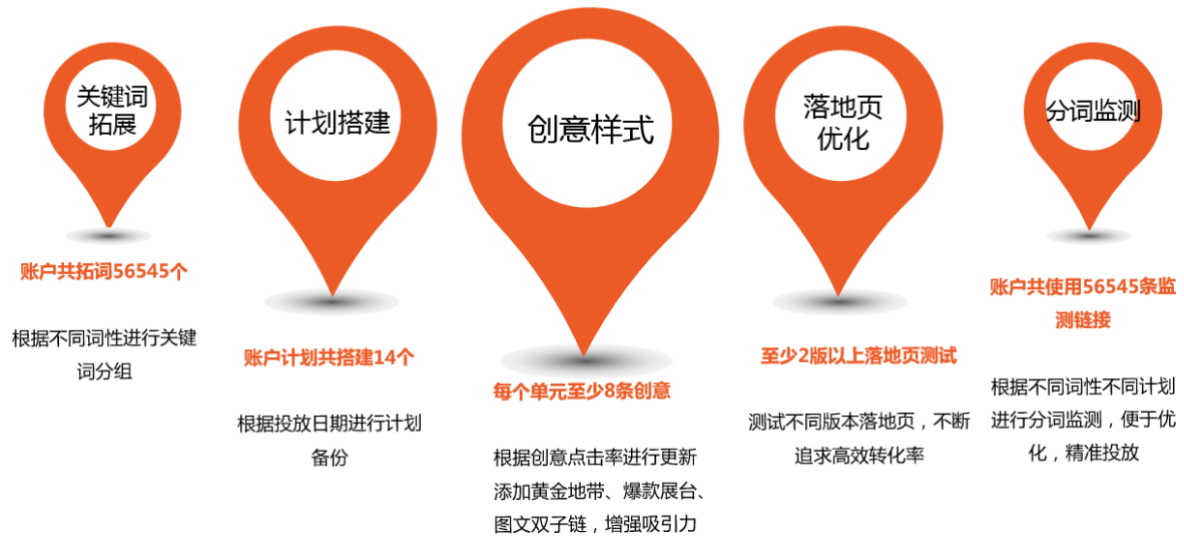 关键词
拓展
账户共拓词56545个
根据不同词性进行关键
词分组
计划搭建
账户计划共搭建14个
根据投放日期进行计划
备份
创意样式
每个单元至少8条创意
根据创意点击率进行更新
添加黄金地带、爆款展台、
图文双子链，增强吸引力
落地页
优化
至少2版以上落地页测试
测试不同版本落地页，不断
追求高效转化率
分词监测
账户共使用56545条监
测链接
根据不同词性不同计划
进行分词监测，便于优
化，精准投放